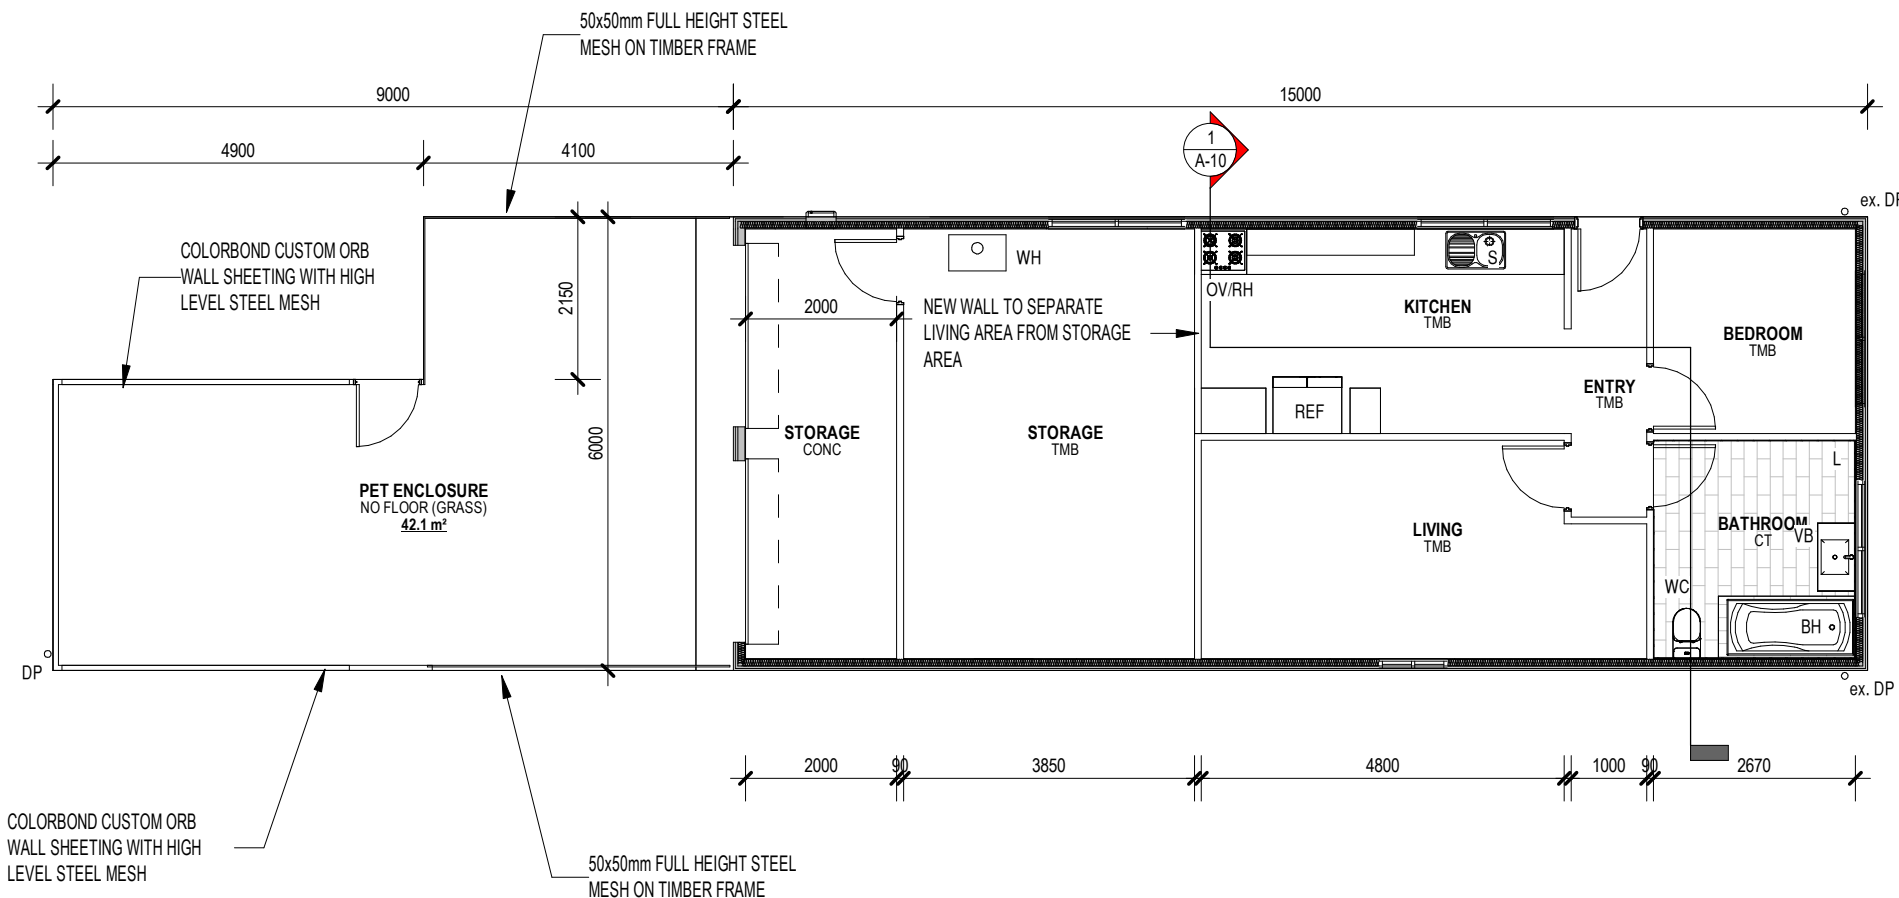 50x50mm FULL HEIGHT STEEL
MESH ON TIMBER FRAME
9000
15000
4900
4100
1
A-10
ex. DP
COLORBOND CUSTOM ORB
WALL SHEETING WITH HIGH
LEVEL STEEL MESH
2150
6000
2000
WH
NEW WALL TO SEPARATE
LIVING AREA FROM STORAGE
AREA
OV/RH
S
KITCHEN
TMB
BEDROOM
TMB
ENTRY
TMB
REF
STORAGE
CONC
STORAGE
TMB
PET ENCLOSURE
NO FLOOR (GRASS)
42.1 m²
LIVING
TMB
L
BATHROOM
CT
VB
WC
BH
DP
ex. DP
2000
90
3850
4800
1000
90
2670
COLORBOND CUSTOM ORB
WALL SHEETING WITH HIGH
LEVEL STEEL MESH
50x50mm FULL HEIGHT STEEL
MESH ON TIMBER FRAME